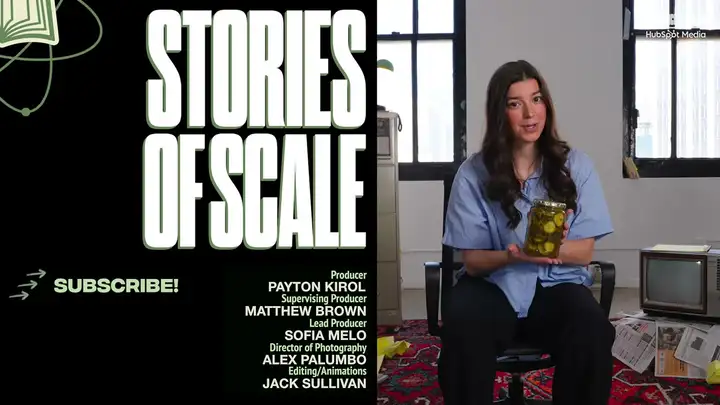 STORIES
OF SCALE
SUBSCRIBE!
Producer
PAYTON KIROL
Supervising Producer
MATTHEW BROWN
Lead Producer
SOFIA MELO
Director of Photography
ALEX PALUMBO
Editing/Animations
JACK SULLIVAN
HubSpot Media